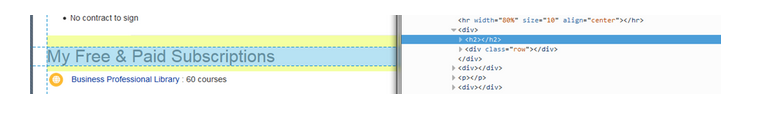 No contract to sign
My Free & Paid Subscriptions
Business Professional Library : 60 courses
<hr width="80%" size="10" align="center"></hr>
<div>
<h2></h2>
<div class="row"></div>
</div>
<div></div>
<p></p>
<div></div>